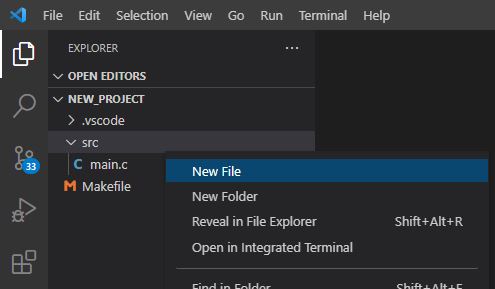 File Edit Selection View Go Run Terminal Help
EXPLORER
OPEN EDITORS
NEW_PROJECT
.vscode
src
C main.c
M Makefile
33
New File
New Folder
Reveal in File Explorer Shift+Alt+R
Open in Integrated Terminal
Find in Folder Shift+Alt+F